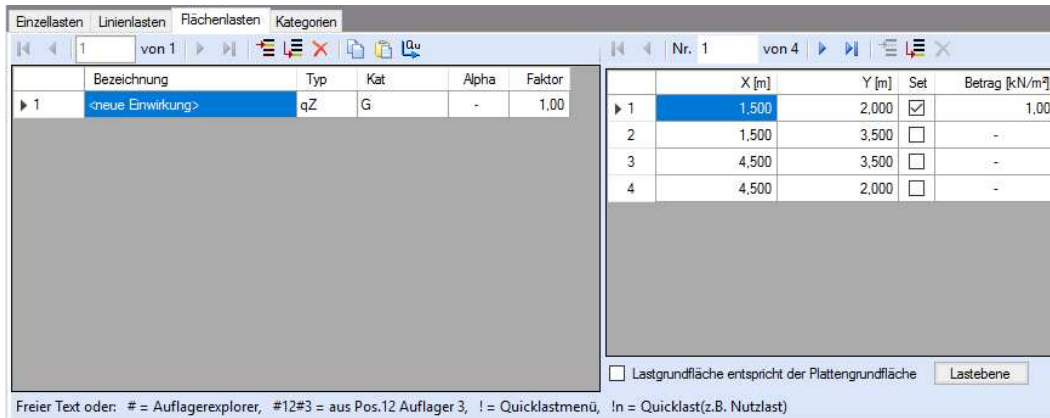 Einzellasten Linienlasten Flächenlasten Kategorien
1 von 1 Qu Nr. 1 von 4
Bezeichnung Typ Kat Alpha Faktor
1 <neue Einwirkung> qZ G - 1,00
X [m] Y [m] Set Betrag [kN/m²]
1 1,500 2,000 1,00
2 1,500 3,500 -
3 4,500 3,500 -
4 4,500 2,000 -
Lastgrundfläche entspricht der Plattengrundfläche Lastebene
Freier Text oder: # = Auflagerexplorer, #12#3 = aus Pos.12 Auflager 3, ! = Quicklastmenü, !n = Quicklast(z.B. Nutzlast)